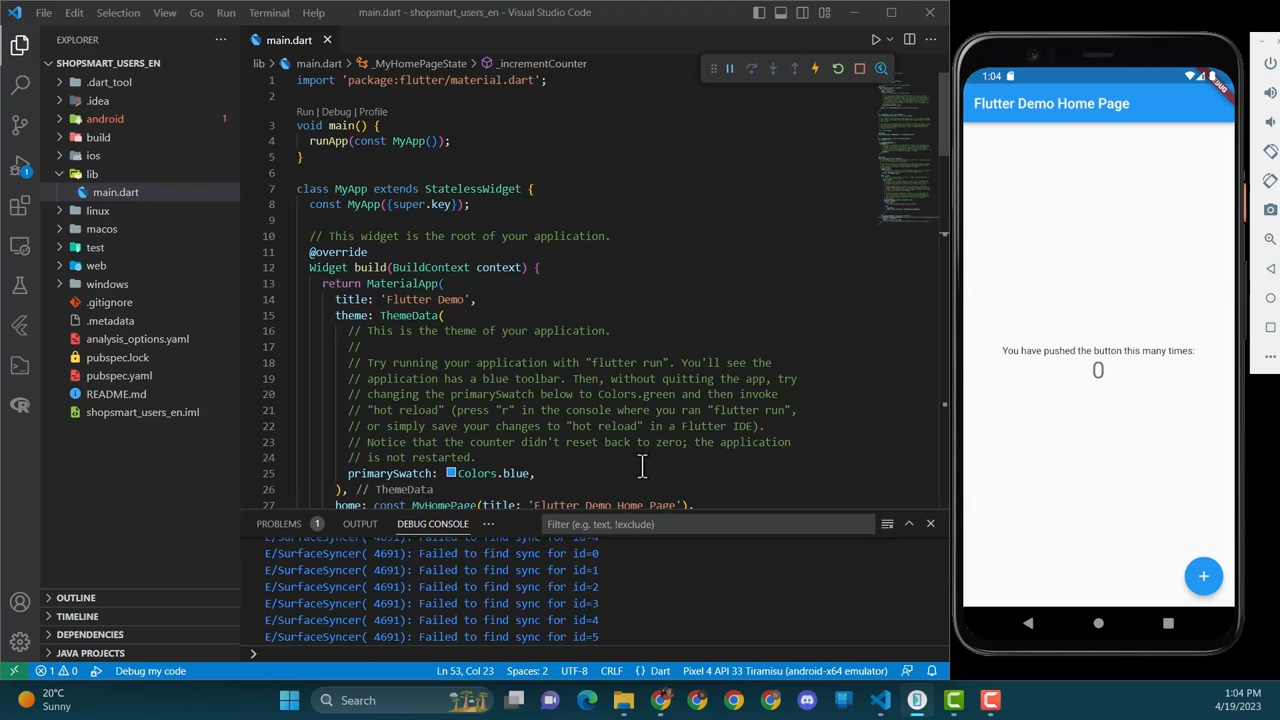 File Edit Selection View Go Run Terminal Help main.dart - shopsmart_users_en - Visual Studio Code
EXPLORER
SHOPSMART_USERS_EN
.dart_tool
.idea
android 1
build
ios
lib
main.dart
linux
macos
test
web
windows
.gitignore
.metadata
analysis_options.yaml
pubspec.lock
pubspec.yaml
README.md
shopsmart_users_en.iml
OUTLINE
TIMELINE
DEPENDENCIES
JAVA PROJECTS
1
main.dart
lib > main.dart > _MyHomePageState > _incrementCounter
1 import 'package:flutter/material.dart';
2
Run | Debug | Profile
3 void main() {
4 runApp(const MyApp());
5 }
6
7 class MyApp extends StatelessWidget {
8 const MyApp({super.key});
9
10 // This widget is the root of your application.
11 @override
12 Widget build(BuildContext context) {
13 return MaterialApp(
14 title: 'Flutter Demo',
15 theme: ThemeData(
16 // This is the theme of your application.
17 //
18 // Try running your application with "flutter run". You'll see the
19 // application has a blue toolbar. Then, without quitting the app, try
20 // changing the primarySwatch below to Colors.green and then invoke
21 // "hot reload" (press "r" in the console where you ran "flutter run",
22 // or simply save your changes to "hot reload" in a Flutter IDE).
23 // Notice that the counter didn't reset back to zero; the application
24 // is not restarted.
25 primarySwatch: Colors.blue,
26 ), // ThemeData
27 home: const MyHomePage(title: 'Flutter Demo Home Page'),
PROBLEMS 1 OUTPUT DEBUG CONSOLE Filter (e.g. text, !exclude)
E/SurfaceSyncer( 4691): Failed to find sync for id=4
E/SurfaceSyncer( 4691): Failed to find sync for id=0
E/SurfaceSyncer( 4691): Failed to find sync for id=1
E/SurfaceSyncer( 4691): Failed to find sync for id=2
E/SurfaceSyncer( 4691): Failed to find sync for id=3
E/SurfaceSyncer( 4691): Failed to find sync for id=4
E/SurfaceSyncer( 4691): Failed to find sync for id=5
1 0 Debug my code Ln 53, Col 23 Spaces: 2 UTF-8 CRLF {} Dart Pixel 4 API 33 Tiramisu (android-x64 emulator)
1:04
DEBUG
Flutter Demo Home Page
You have pushed the button this many times:
0
+
20°C
Sunny
Search
1:04 PM
4/19/2023